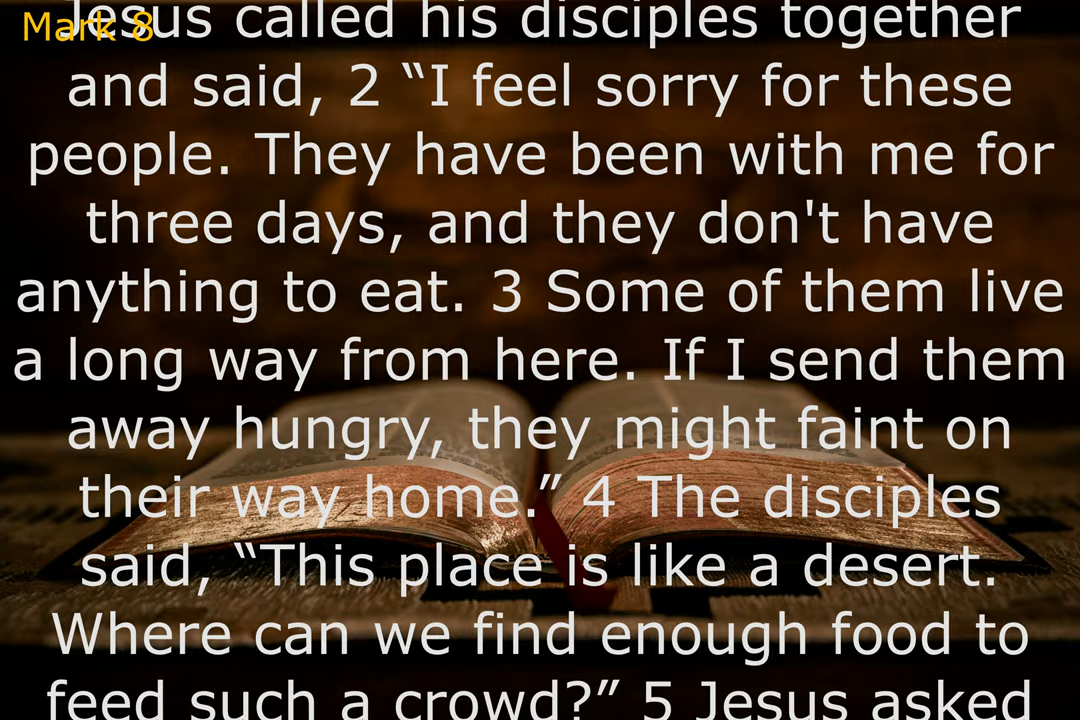 Mark 8
Jesus called his disciples together
and said, 2 “I feel sorry for these
people. They have been with me for
three days, and they don't have
anything to eat. 3 Some of them live
a long way from here. If I send them
away hungry, they might faint on
their way home.” 4 The disciples
said, “This place is like a desert.
Where can we find enough food to
feed such a crowd?” 5 Jesus asked